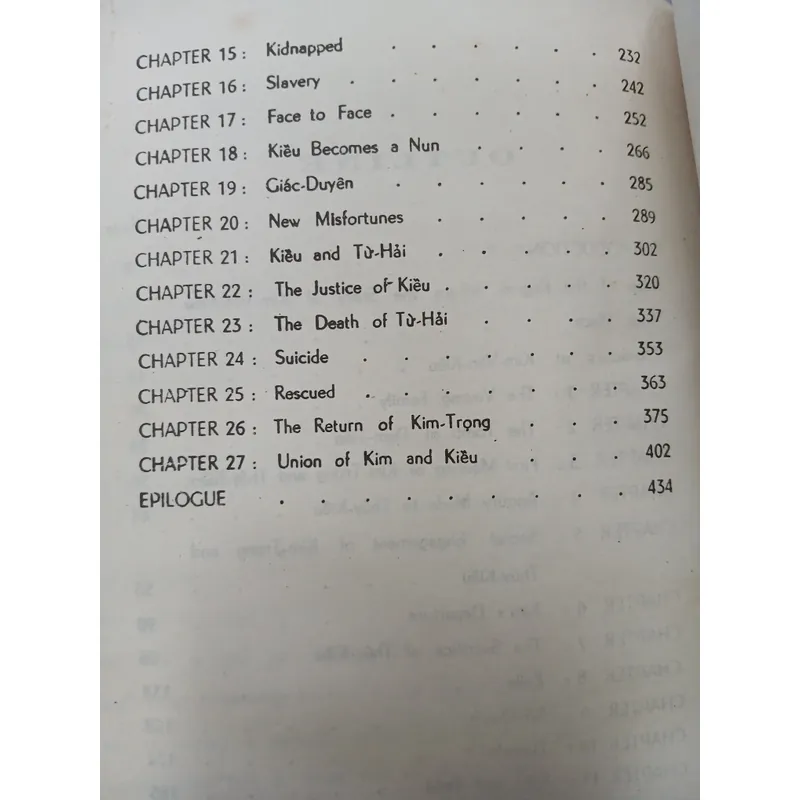 CHAPTER 15 : Kidnapped . . . . . . 232
CHAPTER 16 : Slavery . . . . . . . 242
CHAPTER 17 : Face to Face . . . . . . 252
CHAPTER 18 : Kiều Becomes a Nun . . . . 266
CHAPTER 19 : Giác-Duyên . . . . . . 285
CHAPTER 20 : New Misfortunes . . . . . 289
CHAPTER 21 : Kiều and Từ-Hải . . . . . 302
CHAPTER 22 : The Justice of Kiều . . . . . 320
CHAPTER 23 : The Death of Từ-Hải . . . . 337
CHAPTER 24 : Suicide . . . . . . . 353
CHAPTER 25 : Rescued . . . . . . . 363
CHAPTER 26 : The Return of Kim-Trọng . . . 375
CHAPTER 27 : Union of Kim and Kiều . . . 402
EPILOGUE . . . . . . . . . 434